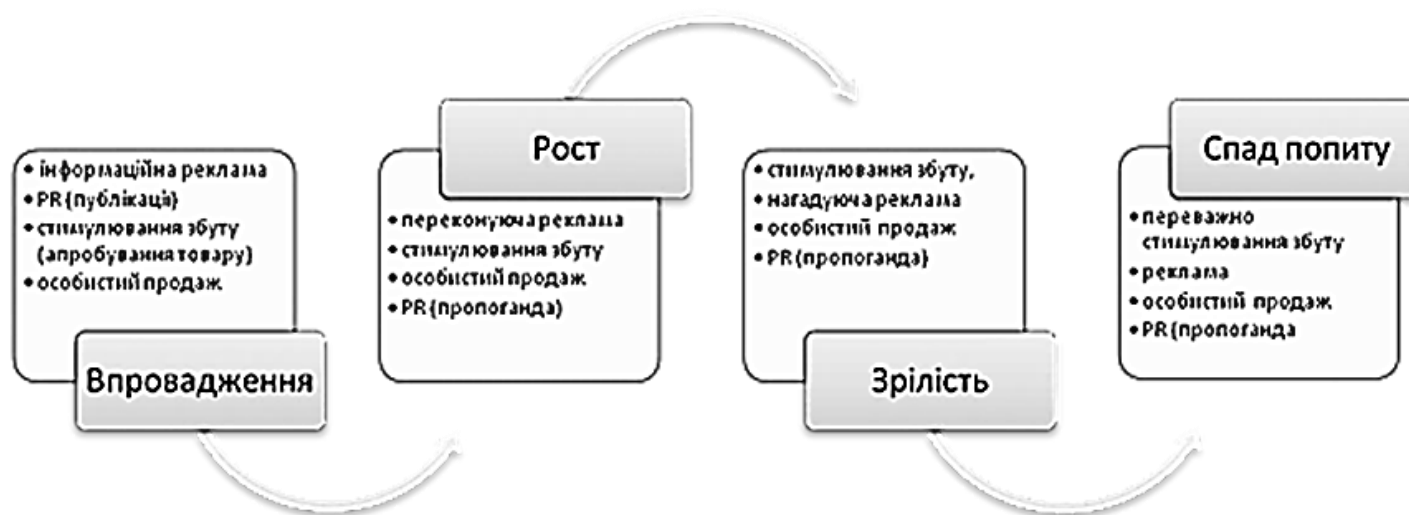 • інформаційна реклама
• PR (публікації)
• стимулювання збуту
(апробування товару)
• особистий продаж
Впровадження
Рост
• переконуюча реклама
• стимулювання збуту
• особистий продаж
• PR (пропоганда)
• стимулювання збуту,
• нагадуюча реклама
• особистий продаж
• PR (пропоганда)
Зрілість
Спад попиту
• переважно
стимулювання збуту
• реклама
• особистий продаж
• PR (пропоганда